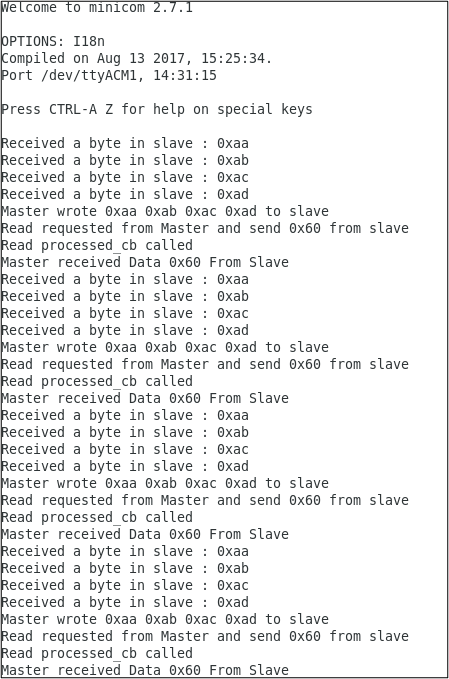 Welcome to minicom 2.7.1
OPTIONS: I18n
Compiled on Aug 13 2017, 15:25:34.
Port /dev/ttyACM1, 14:31:15
Press CTRL-A Z for help on special keys
Received a byte in slave : 0xaa
Received a byte in slave : 0xab
Received a byte in slave : 0xac
Received a byte in slave : 0xad
Master wrote 0xaa 0xab 0xac 0xad to slave
Read requested from Master and send 0x60 from slave
Read processed_cb called
Master received Data 0x60 From Slave
Received a byte in slave : 0xaa
Received a byte in slave : 0xab
Received a byte in slave : 0xac
Received a byte in slave : 0xad
Master wrote 0xaa 0xab 0xac 0xad to slave
Read requested from Master and send 0x60 from slave
Read processed_cb called
Master received Data 0x60 From Slave
Received a byte in slave : 0xaa
Received a byte in slave : 0xab
Received a byte in slave : 0xac
Received a byte in slave : 0xad
Master wrote 0xaa 0xab 0xac 0xad to slave
Read requested from Master and send 0x60 from slave
Read processed_cb called
Master received Data 0x60 From Slave
Received a byte in slave : 0xaa
Received a byte in slave : 0xab
Received a byte in slave : 0xac
Received a byte in slave : 0xad
Master wrote 0xaa 0xab 0xac 0xad to slave
Read requested from Master and send 0x60 from slave
Read processed_cb called
Master received Data 0x60 From Slave